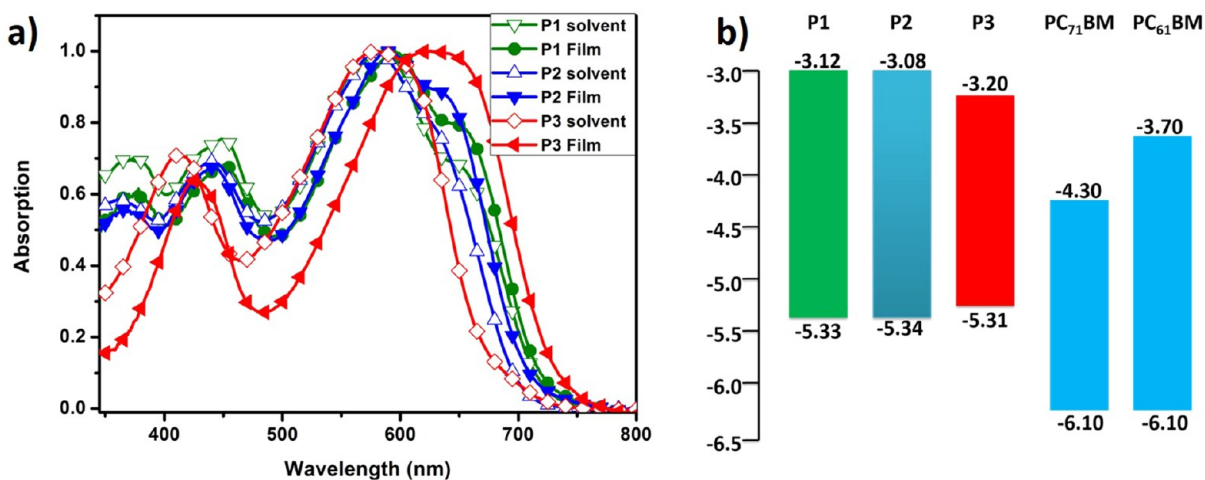 a)
P1 solvent
P1 Film
P2 solvent
P2 Film
P3 solvent
P3 Film
1.0
0.8
0.6
0.4
0.2
0.0
Absorption
400 500 600 700 800
Wavelength (nm)
b)
P1 P2 P3 PC₇₁BM PC₆₁BM
-3.0
-3.5
-4.0
-4.5
-5.0
-5.5
-6.0
-6.5
-3.12 -3.08 -3.20 -4.30 -3.70
-5.33 -5.34 -5.31 -6.10 -6.10